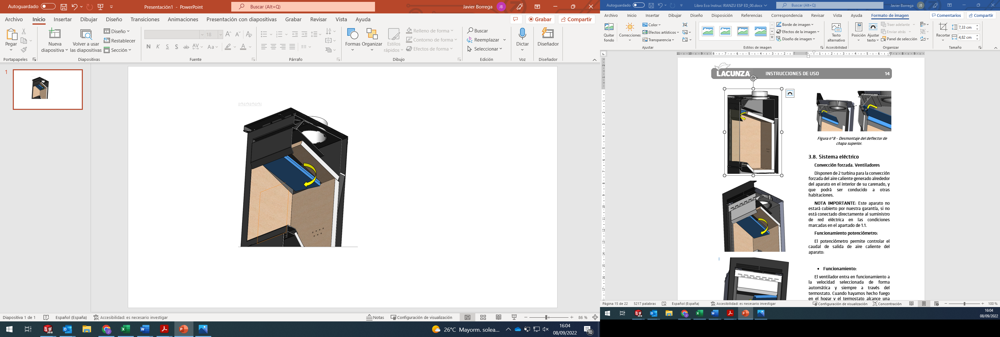 Autoguardado
Presentación1 - PowerPoint
Buscar (Alt+Q)
Javier Borrega
JB
Archivo Inicio Insertar Dibujar Diseño Transiciones Animaciones Presentación con diapositivas Grabar Revisar Vista Ayuda
Grabar
Compartir
Pegar
Nueva diapositiva
Volver a usar las diapositivas
Diseño
Restablecer
Sección
18
N K S S ab AV Aa A
Formas
Organizar
Estilos rápidos
Relleno de forma
Contorno de forma
Efectos de forma
Buscar
Reemplazar
Seleccionar
Dictar
Diseñador
Portapapeles
Diapositivas
Fuente
Párrafo
Dibujo
Edición
Voz
Diseñador
1
Diapositiva 1 de 1
Español (España)
Accesibilidad: es necesario investigar
Notas
Configuración de visualización
86 %
26°C Mayorm. solea...
16:04
08/09/2022
10
Autoguardado
Libro Eco Instruc IRANZU ESP ED_00.docx
Buscar (Alt+Q)
Javier Borrega
JB
Archivo Inicio Insertar Dibujar Diseño Disposición Referencias Correspondencia Revisar Vista Ayuda Formato de imagen
Comentarios
Compartir
Quitar fondo
Correcciones
Color
Efectos artísticos
Transparencia
Borde de imagen
Efectos de la imagen
Diseño de imagen
Texto alternativo
Posición
Ajustar texto
Traer adelante
Enviar atrás
Panel de selección
Recortar
7,33 cm
4,82 cm
Ajustar
Estilos de imagen
Accesibilidad
Organizar
Tamaño
LACUNZA
INSTRUCCIONES DE USO
14
Figura nº8 - Desmontaje del deflector de
chapa superior.
3.8. Sistema eléctrico
Convección forzada. Ventiladores
Disponen de 2 turbina para la convección
forzada del aire caliente generado alrededor
del aparato en el interior de su carenado, y
que podrá ser conducido a otras
habitaciones.
NOTA IMPORTANTE: Este aparato no
estará cubierto por nuestra garantía, si no
está conectado directamente al suministro
de red eléctrica en las condiciones
marcadas en el apartado de 1.1.
Funcionamiento potenciómetro:
El potenciómetro permite controlar el
caudal de salida de aire caliente del
aparato:
• Funcionamiento:
El ventilador entra en funcionamiento a
la velocidad seleccionada de forma
automática y siempre a través del
termostato. Cuando hayamos hecho fuego
en el hogar y el termostato alcance una
Página 15 de 22
5217 palabras
Español (España)
Accesibilidad: es necesario investigar
Configuración de visualización
Concentración
100 %
16:04
08/09/2022